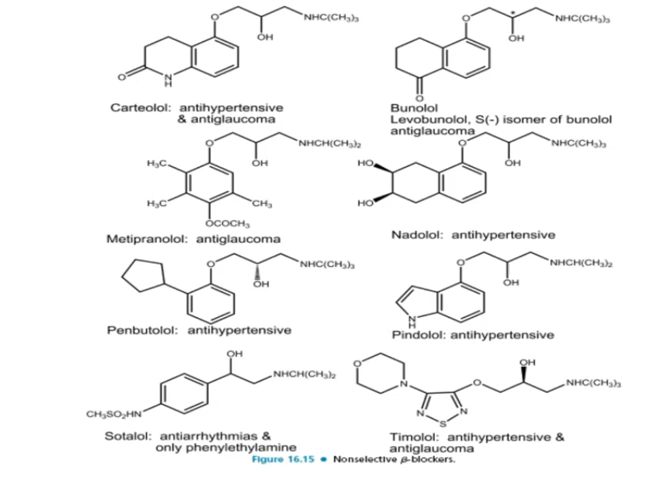 O
NHC(CH₃)₃
OH
O
N
H
Carteolol: antihypertensive
& antiglaucoma
O
*
NHC(CH₃)₃
OH
O
Bunolol
Levobunolol, S(-) isomer of bunolol
antiglaucoma
O
NHCH(CH₃)₂
OH
H₃C
H₃C
CH₃
OCOCH₃
Metipranolol: antiglaucoma
O
NHC(CH₃)₃
OH
HO
HO
Nadolol: antihypertensive
O
NHC(CH₃)₃
OH
Penbutolol: antihypertensive
O
NHCH(CH₃)₂
OH
N
H
Pindolol: antihypertensive
OH
NHCH(CH₃)₂
CH₃SO₂HN
Sotalol: antiarrhythmias &
only phenylethylamine
O
N
O
OH
NHC(CH₃)₃
N
S
N
Timolol: antihypertensive &
antiglaucoma
Figure 16.15 • Nonselective β-blockers.